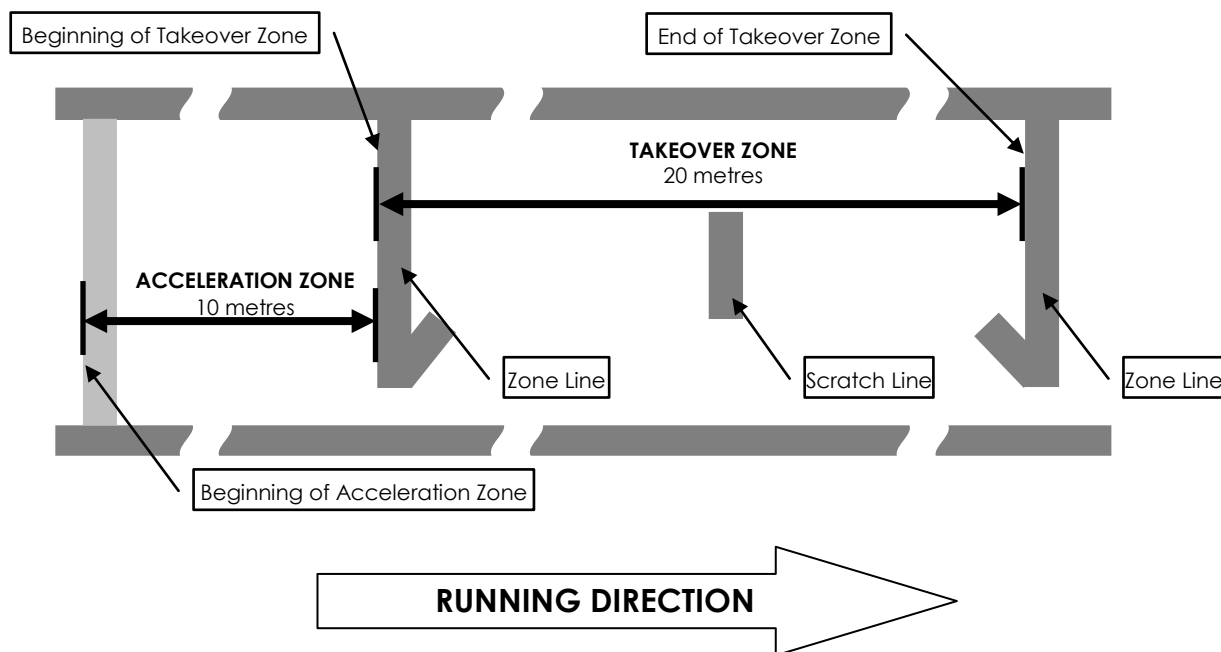 Beginning of Takeover Zone
End of Takeover Zone
TAKEOVER ZONE
20 metres
ACCELERATION ZONE
10 metres
Zone Line
Scratch Line
Zone Line
Beginning of Acceleration Zone
RUNNING DIRECTION